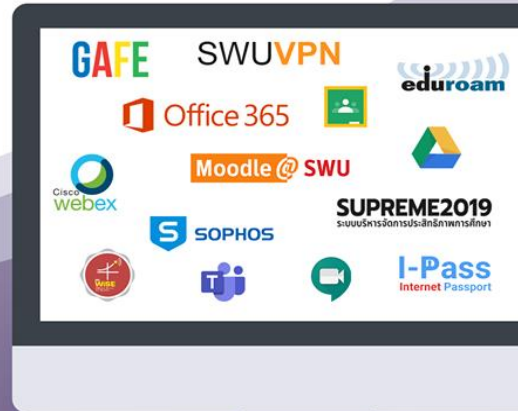 GAFE
SWUVPN
eduroam
Office 365
Moodle@SWU
Cisco
webex
SUPREME2019
ระบบบริหารจัดการประสิทธิภาพการศึกษา
S SOPHOS
T
I-Pass
Internet Passport